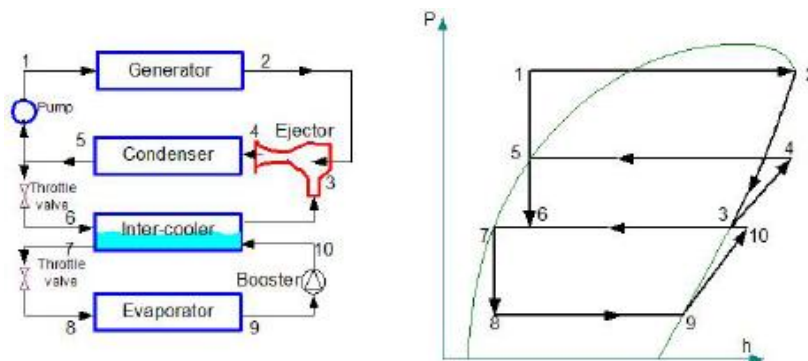 1
Generator
2
Pump
5
Condenser
4
Ejector
3
Throttle
valve
6
Inter-cooler
7
10
Throttle
valve
Booster
8
Evaporator
9
P
1
2
5
4
7
6
3
10
8
9
h